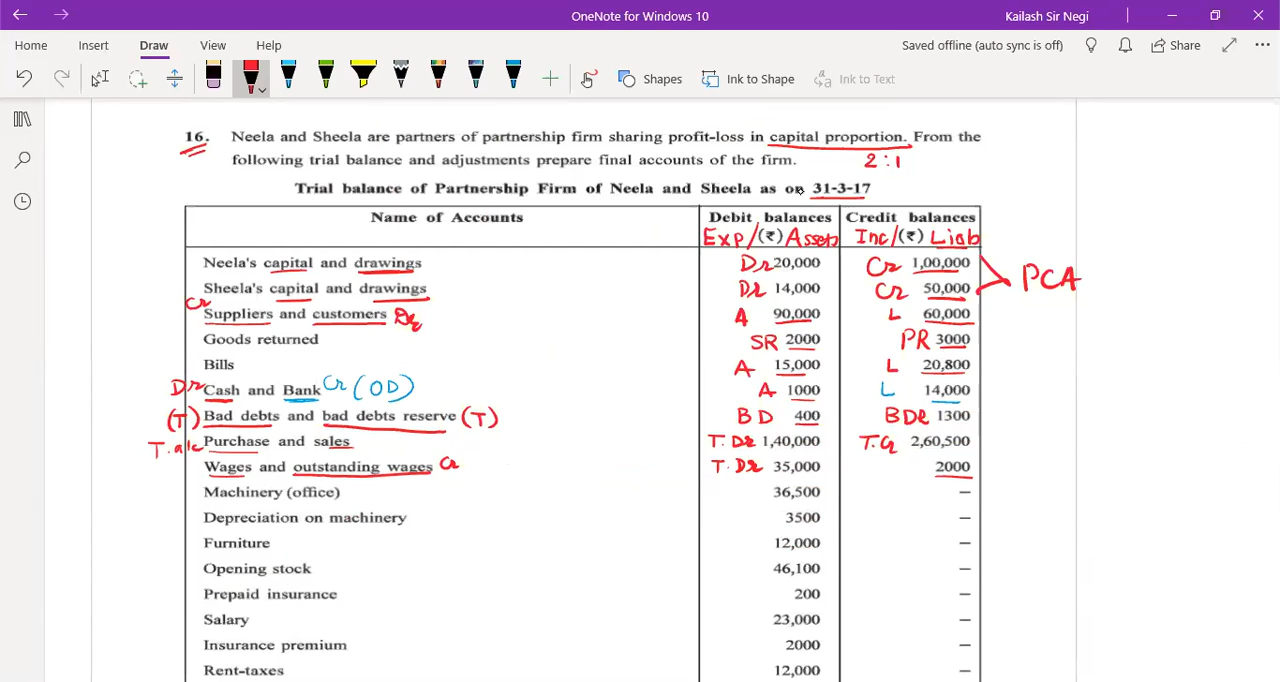 OneNote for Windows 10
Kailash Sir Negi
Home Insert Draw View Help
Saved offline (auto sync is off) Share
Shapes Ink to Shape Ink to Text
16. Neela and Sheela are partners of partnership firm sharing profit-loss in capital proportion. From the
following trial balance and adjustments prepare final accounts of the firm. 2:1
Trial balance of Partnership Firm of Neela and Sheela as on 31-3-17
Name of Accounts Debit balances Credit balances
Exp/(₹) Assets Inc/(₹) Liab
Neela's capital and drawings Dr 20,000 Cr 1,00,000
PCA
Sheela's capital and drawings Dr 14,000 Cr 50,000
Cr Suppliers and customers Dr A 90,000 L 60,000
Goods returned SR 2000 PR 3000
Bills A 15,000 L 20,800
Dr Cash and Bank Cr (OD) A 1000 L 14,000
(T) Bad debts and bad debts reserve (T) BD 400 BDR 1300
T. a/c Purchase and sales T. Dr 1,40,000 T. Cr 2,60,500
Wages and outstanding wages Cr T. Dr 35,000 2000
Machinery (office) 36,500 –
Depreciation on machinery 3500 –
Furniture 12,000 –
Opening stock 46,100 –
Prepaid insurance 200 –
Salary 23,000 –
Insurance premium 2000 –
Rent-taxes 12,000 –